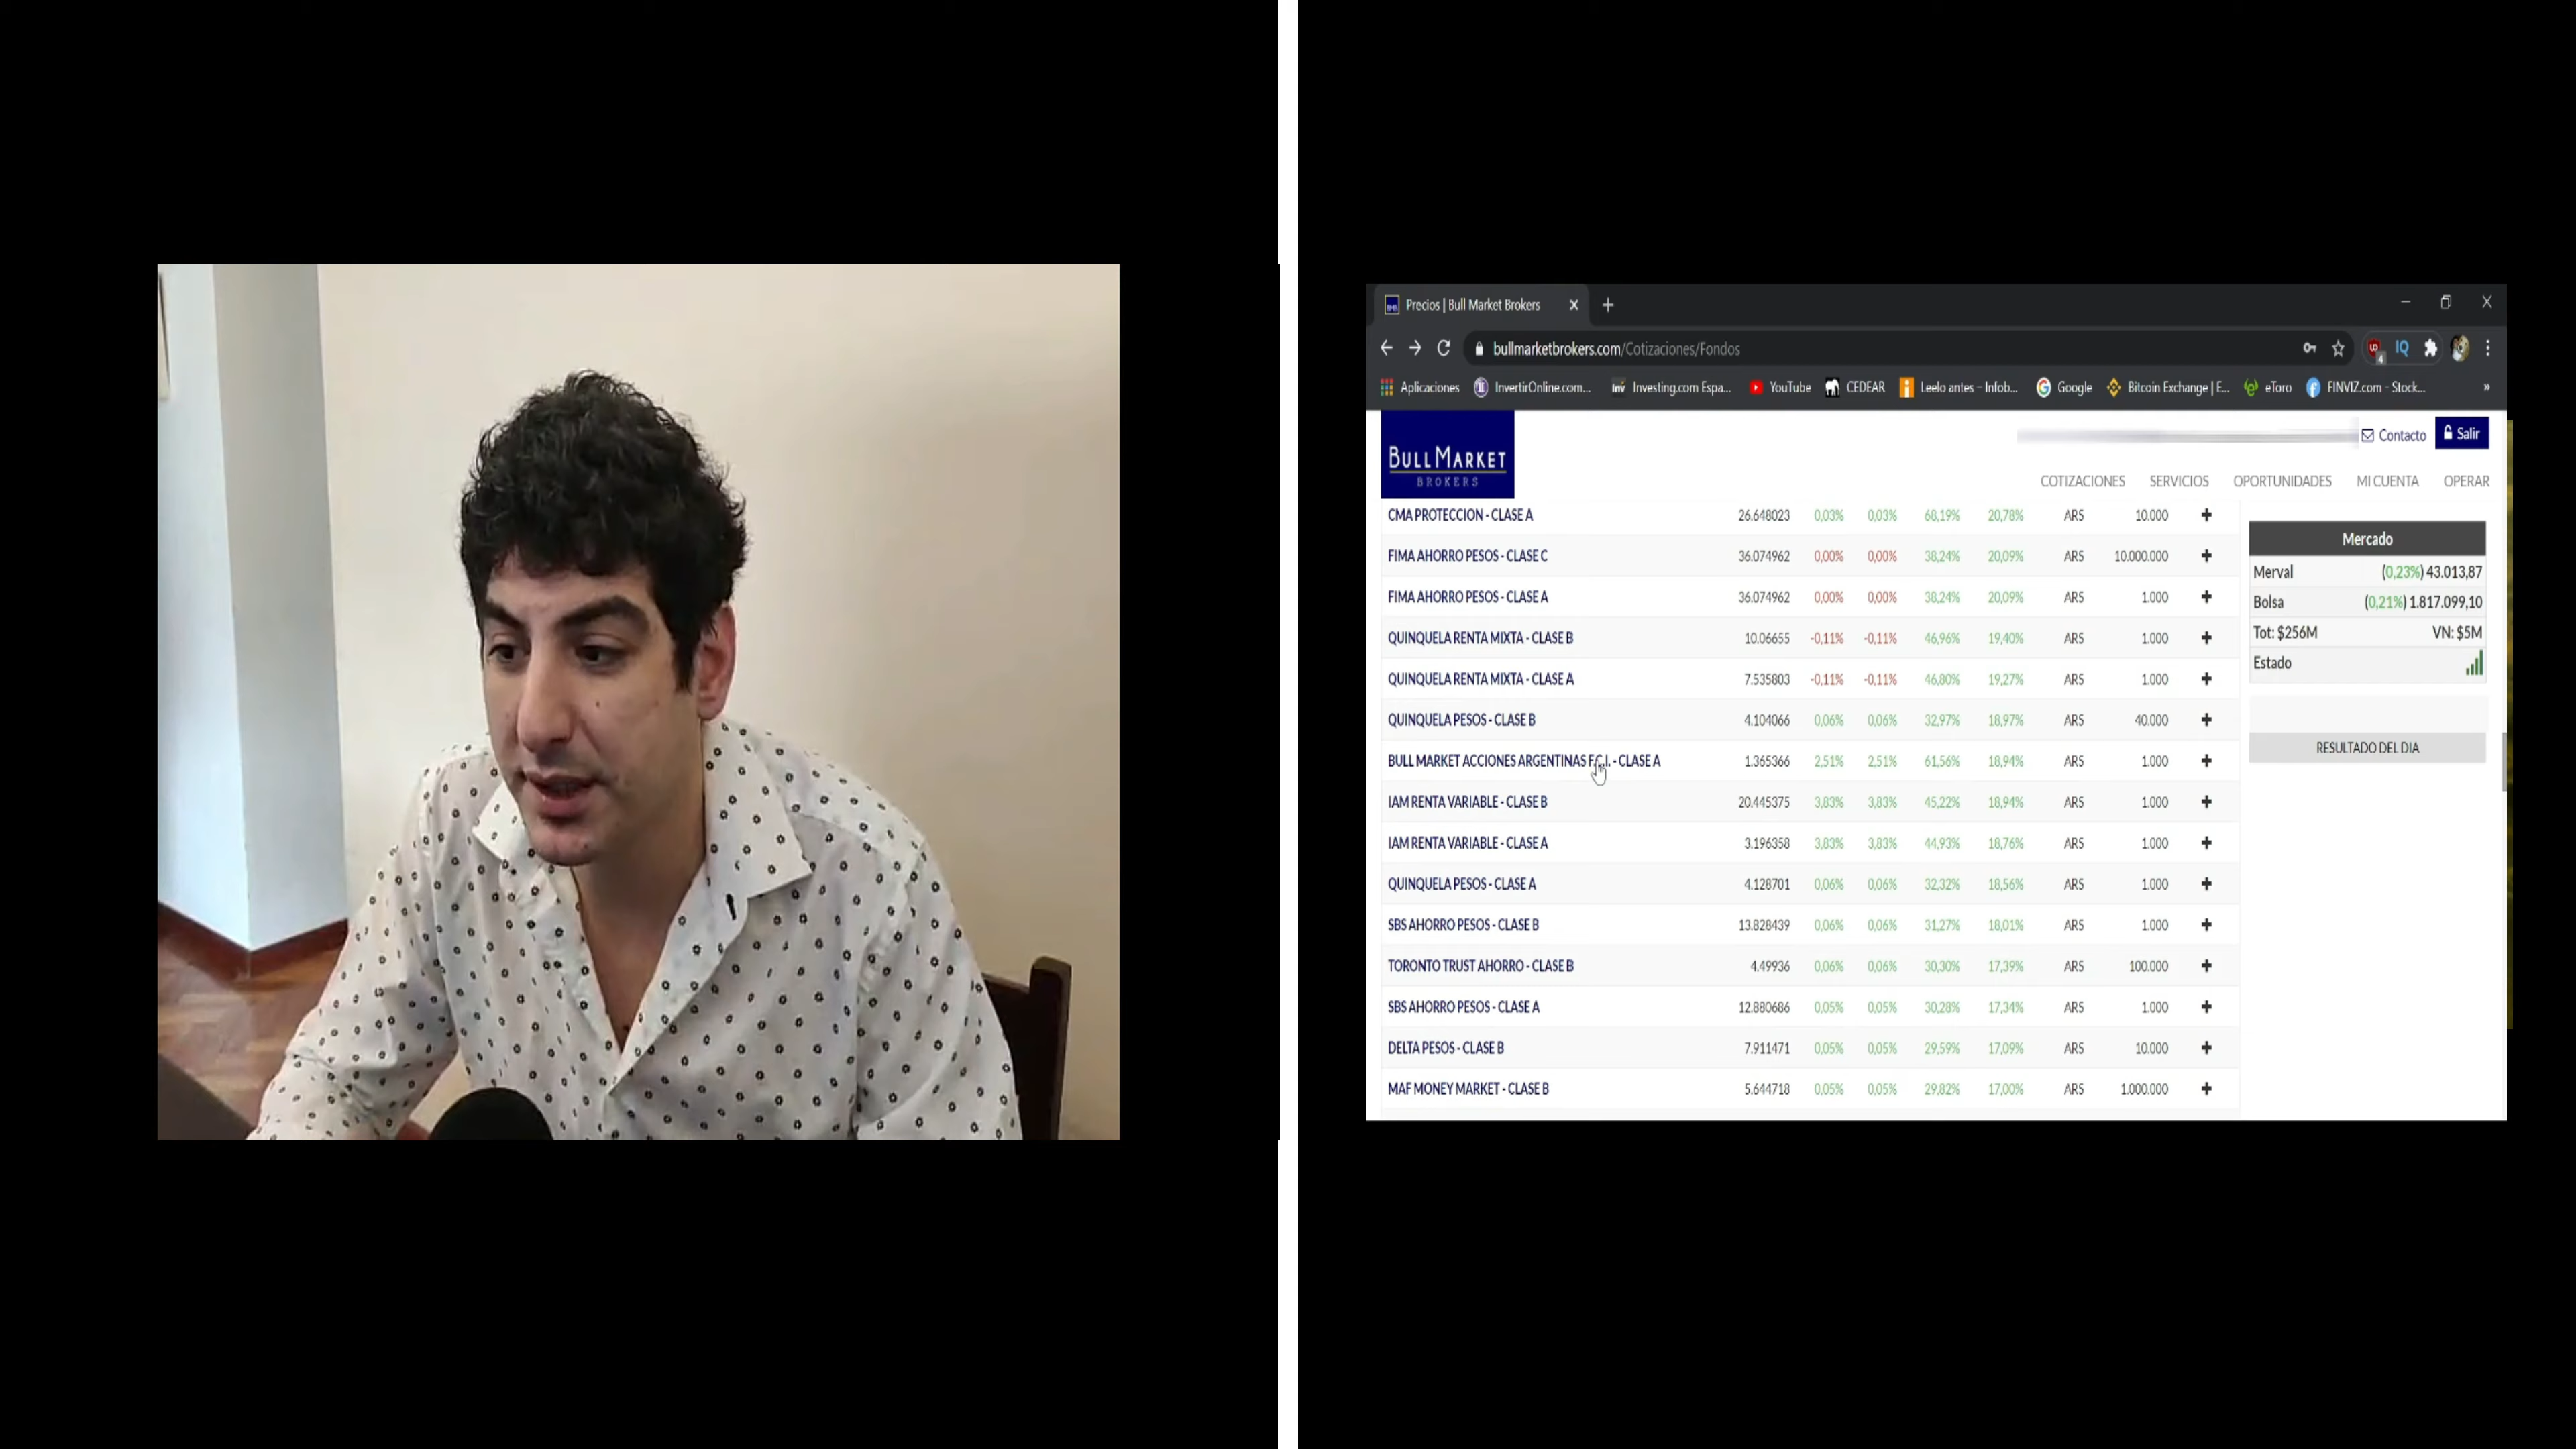 Precios | Bull Market Brokers
bullmarketbrokers.com/Cotizaciones/Fondos
Aplicaciones InvertirOnline.com... Investing.com Espa... YouTube CEDEAR Leelo antes – Infob... Google Bitcoin Exchange | E... eToro FINVIZ.com - Stock... »
BULL MARKET
BROKERS
Contacto Salir
COTIZACIONES SERVICIOS OPORTUNIDADES MI CUENTA OPERAR
CMA PROTECCION - CLASE A 26.648023 0,03% 0,03% 68,19% 20,78% ARS 10.000 +
FIMA AHORRO PESOS - CLASE C 36.074962 0,00% 0,00% 38,24% 20,09% ARS 10.000.000 +
FIMA AHORRO PESOS - CLASE A 36.074962 0,00% 0,00% 38,24% 20,09% ARS 1.000 +
QUINQUELA RENTA MIXTA - CLASE B 10.06655 -0,11% -0,11% 46,96% 19,40% ARS 1.000 +
QUINQUELA RENTA MIXTA - CLASE A 7.535803 -0,11% -0,11% 46,80% 19,27% ARS 1.000 +
QUINQUELA PESOS - CLASE B 4.104066 0,06% 0,06% 32,97% 18,97% ARS 40.000 +
BULL MARKET ACCIONES ARGENTINAS F.C.I. - CLASE A 1.365366 2,51% 2,51% 61,56% 18,94% ARS 1.000 +
IAM RENTA VARIABLE - CLASE B 20.445375 3,83% 3,83% 45,22% 18,94% ARS 1.000 +
IAM RENTA VARIABLE - CLASE A 3.196358 3,83% 3,83% 44,93% 18,76% ARS 1.000 +
QUINQUELA PESOS - CLASE A 4.128701 0,06% 0,06% 32,32% 18,56% ARS 1.000 +
SBS AHORRO PESOS - CLASE B 13.828439 0,06% 0,06% 31,27% 18,01% ARS 1.000 +
TORONTO TRUST AHORRO - CLASE B 4.49936 0,06% 0,06% 30,30% 17,39% ARS 100.000 +
SBS AHORRO PESOS - CLASE A 12.880686 0,05% 0,05% 30,28% 17,34% ARS 1.000 +
DELTA PESOS - CLASE B 7.911471 0,05% 0,05% 29,59% 17,09% ARS 10.000 +
MAF MONEY MARKET - CLASE B 5.644718 0,05% 0,05% 29,82% 17,00% ARS 1.000.000 +
Mercado
Merval (0,23%) 43.013,87
Bolsa (0,21%) 1.817.099,10
Tot: $256M VN: $5M
Estado
RESULTADO DEL DIA